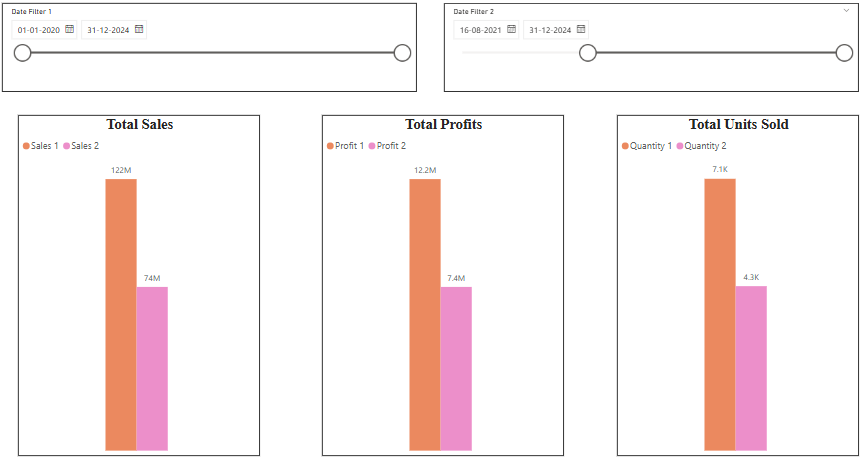 Date Filter 1
01-01-2020 31-12-2024
Date Filter 2
16-08-2021 31-12-2024
Total Sales
Sales 1 Sales 2
122M
74M
Total Profits
Profit 1 Profit 2
12.2M
7.4M
Total Units Sold
Quantity 1 Quantity 2
7.1K
4.3K